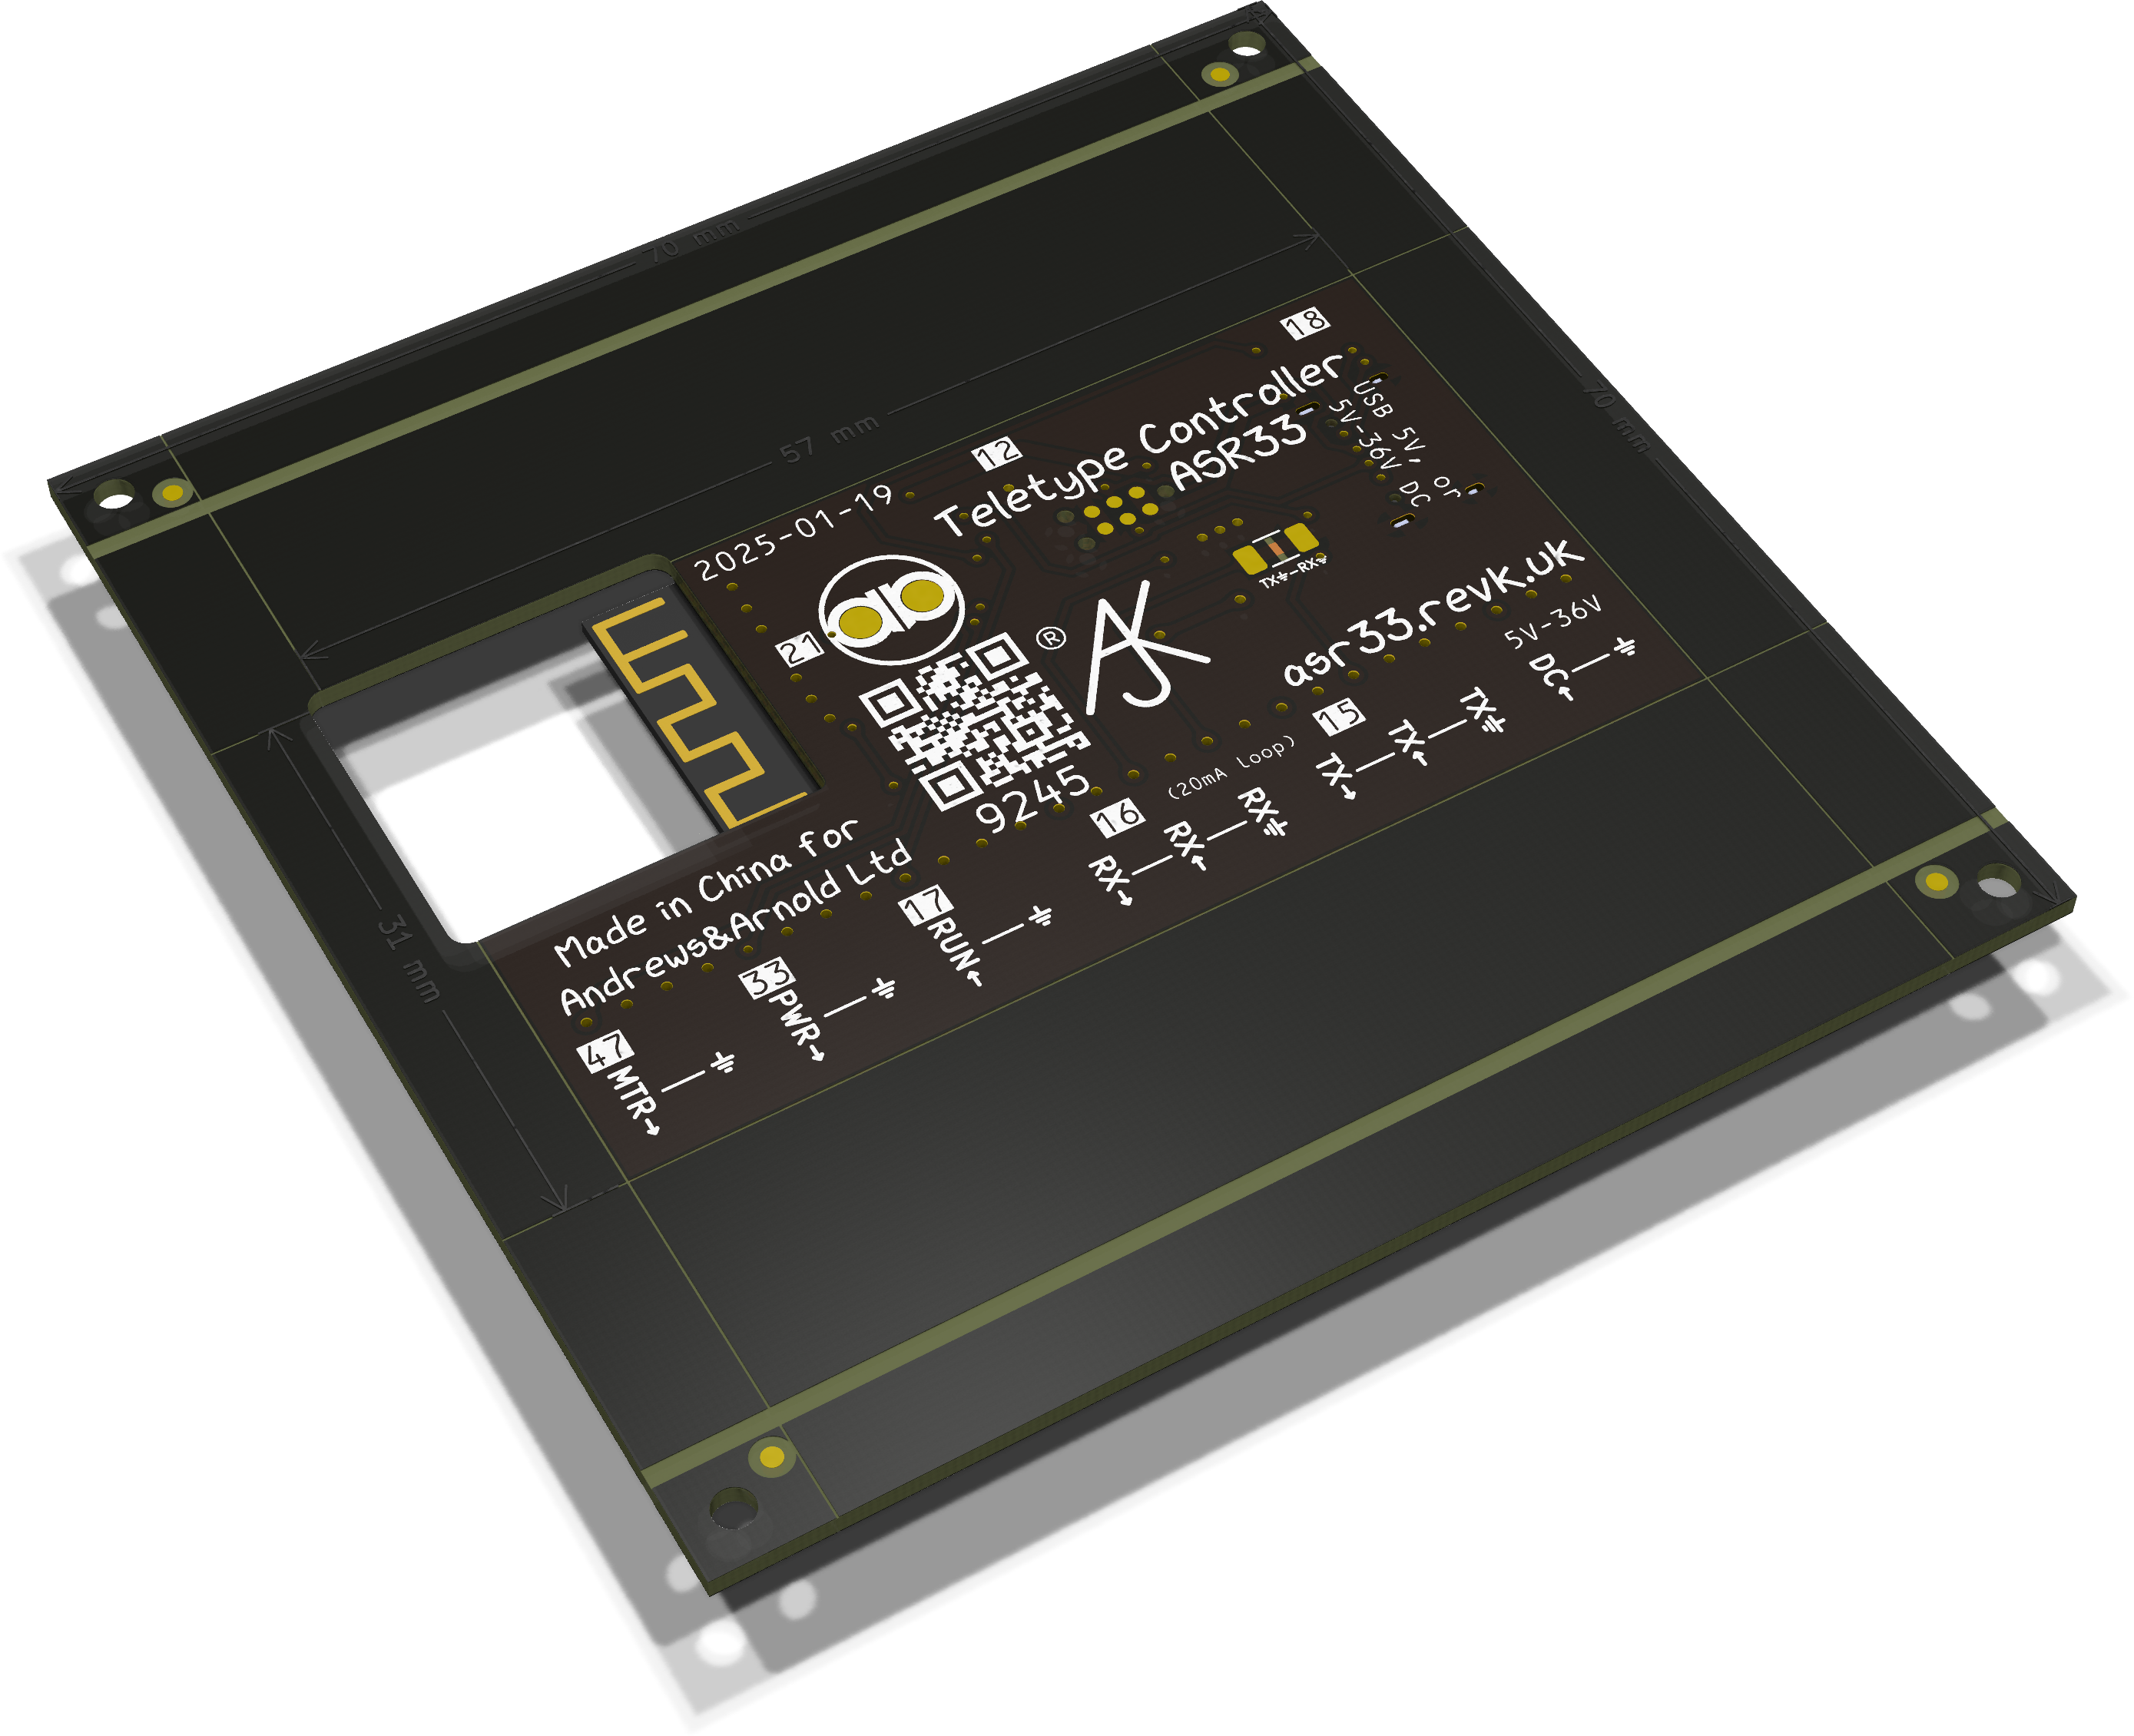 70 mm
57 mm
70 mm
31 mm
18
12
2025-01-19
Teletype Controller
ASR33
USB 5V, or
5V-36V DC
21
aa
®
AJK
TX⏚-RX⏚
asr33.revk.uk
5V-36V
DC← ⏚
9245
(20mA Loop)
15
TX→ TX← TX⏚
16
RX→ RX← RX⏚
Made in China for
Andrews&Arnold Ltd
17
RUN← ⏚
33
PWR→ ⏚
47
MTR→ ⏚